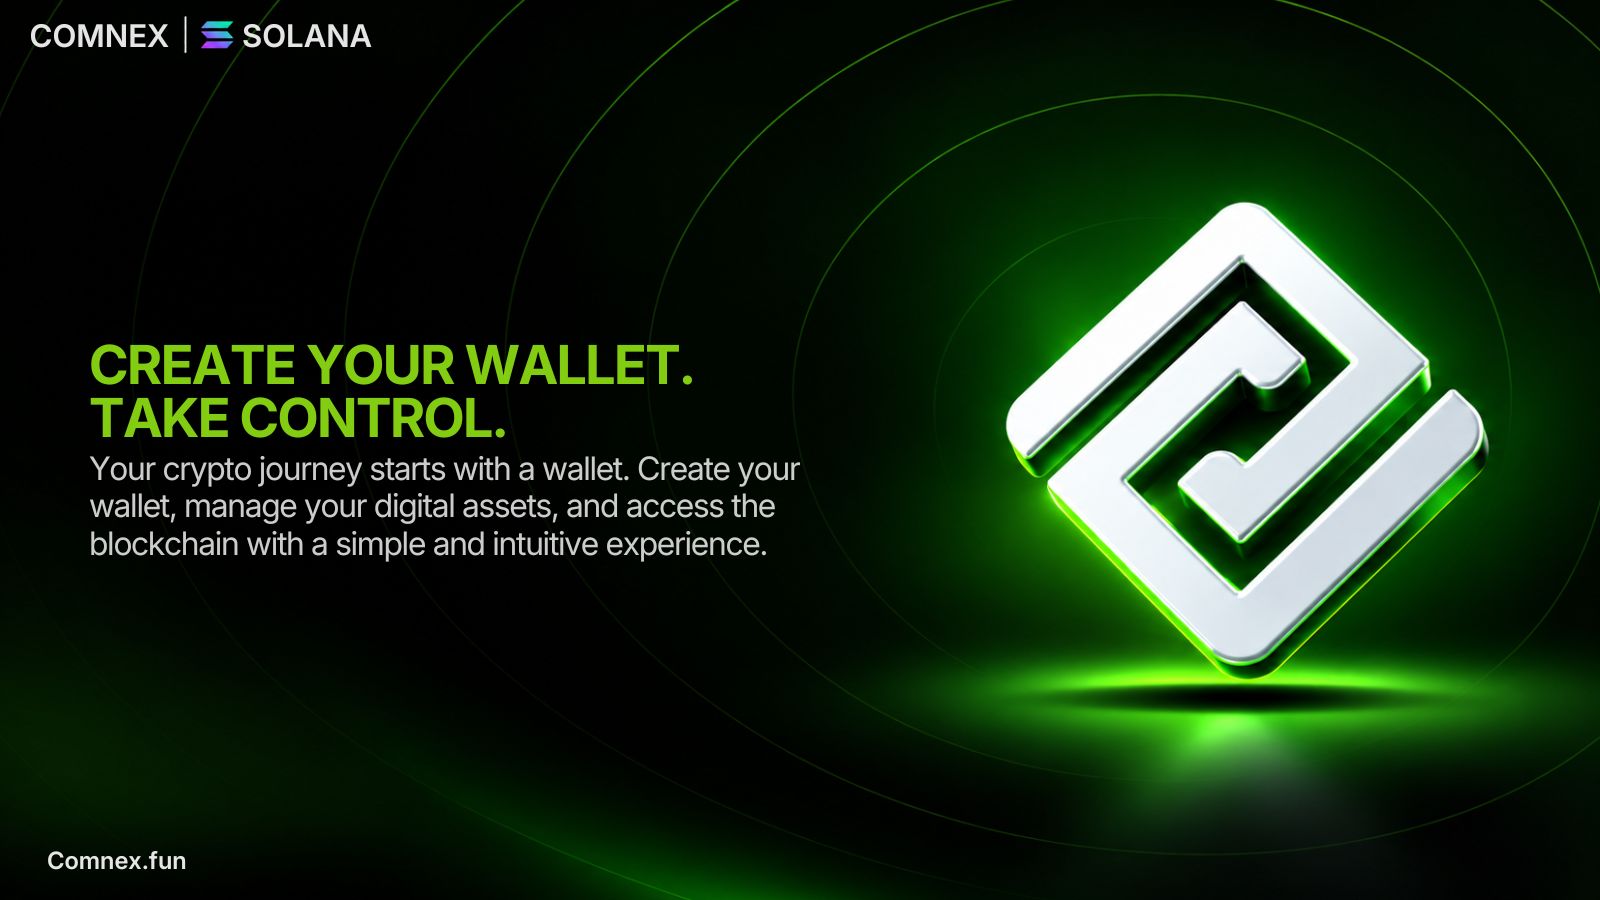 COMNEX | SOLANA
CREATE YOUR WALLET.
TAKE CONTROL.
Your crypto journey starts with a wallet. Create your
wallet, manage your digital assets, and access the
blockchain with a simple and intuitive experience.
Comnex.fun